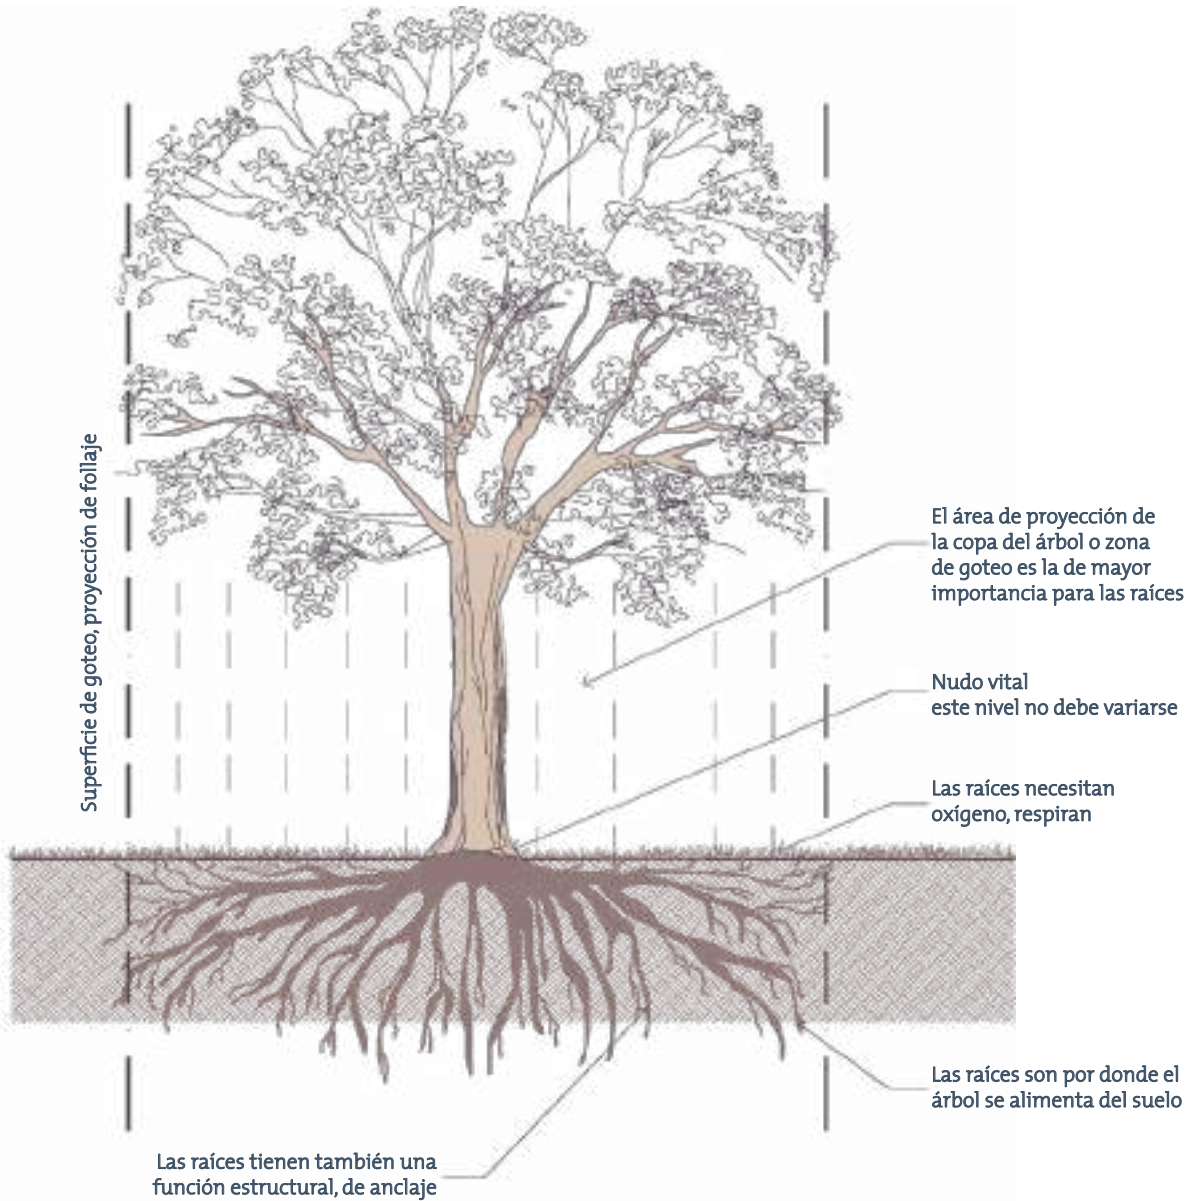 Superficie de goteo, proyección de follaje
El área de proyección de
la copa del árbol o zona
de goteo es la de mayor
importancia para las raíces
Nudo vital
este nivel no debe variarse
Las raíces necesitan
oxígeno, respiran
Las raíces son por donde el
árbol se alimenta del suelo
Las raíces tienen también una
función estructural, de anclaje